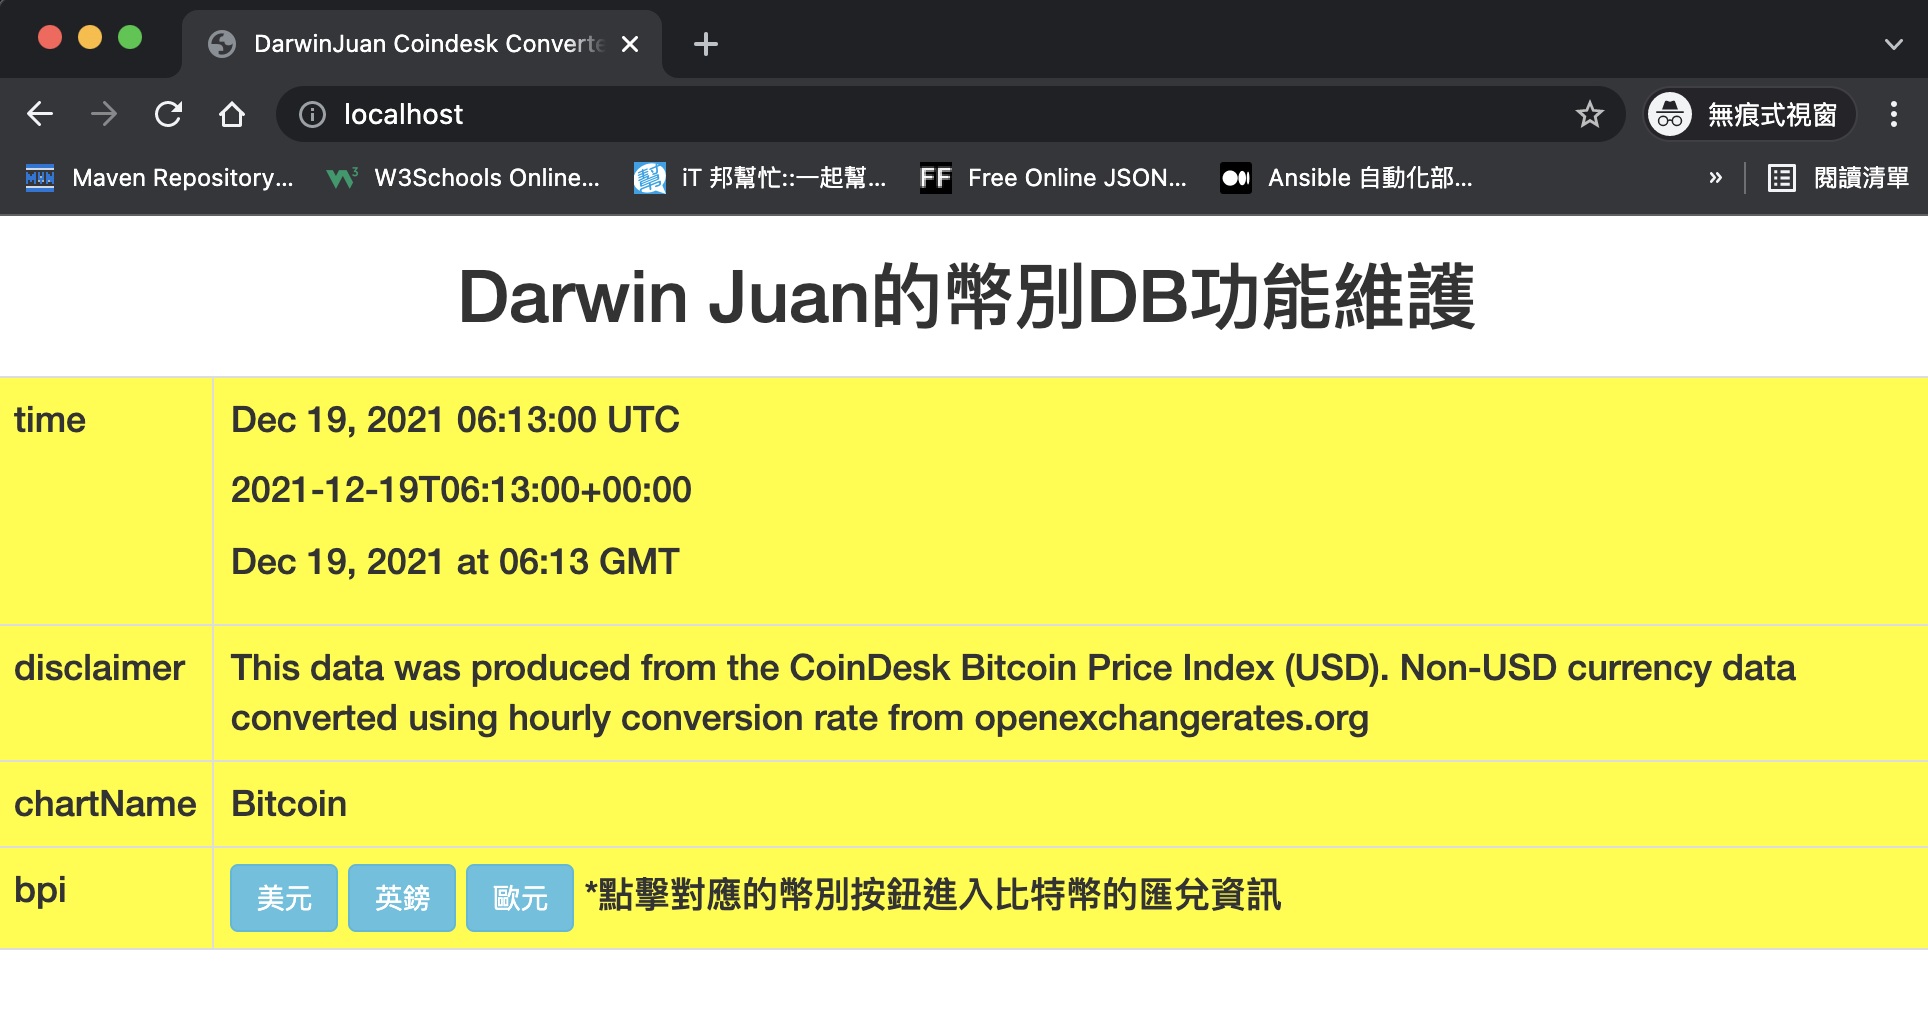 DarwinJuan Coindesk Converte
localhost
無痕式視窗
Maven Repository...
W3Schools Online...
iT 邦幫忙::一起幫...
FF
Free Online JSON...
Ansible 自動化部...
»
閱讀清單
Darwin Juan的幣別DB功能維護
time
Dec 19, 2021 06:13:00 UTC
2021-12-19T06:13:00+00:00
Dec 19, 2021 at 06:13 GMT
disclaimer
This data was produced from the CoinDesk Bitcoin Price Index (USD). Non-USD currency data
converted using hourly conversion rate from openexchangerates.org
chartName
Bitcoin
bpi
美元 英鎊 歐元 *點擊對應的幣別按鈕進入比特幣的匯兌資訊